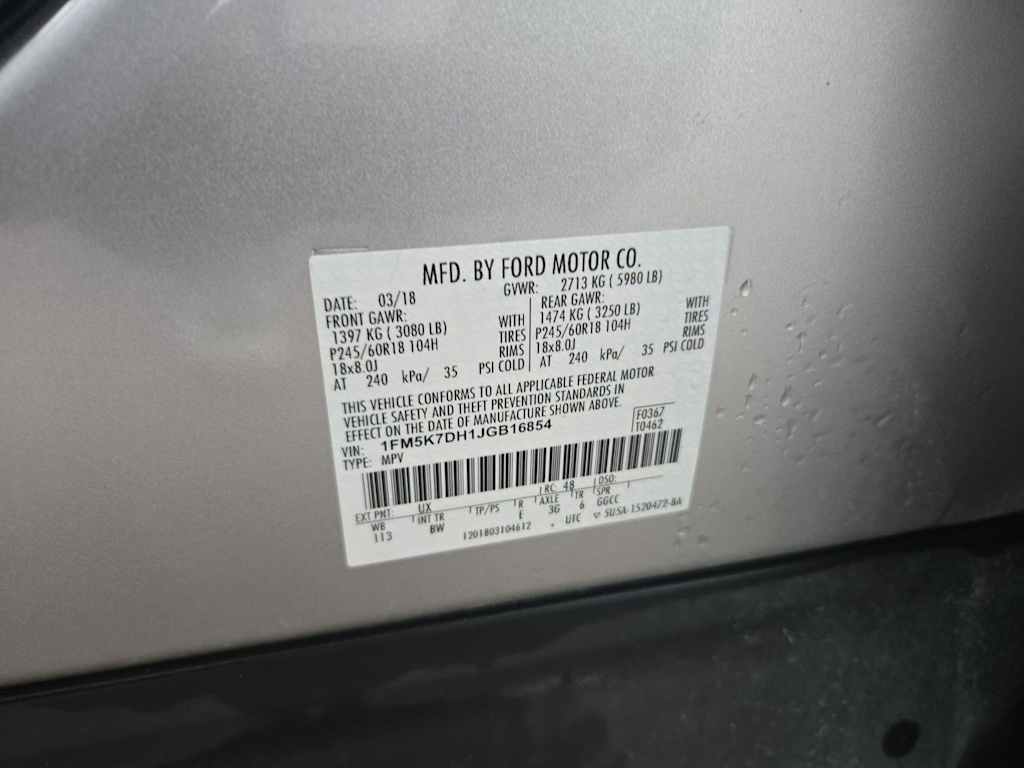 MFD. BY FORD MOTOR CO.
DATE: 03/18 GVWR: 2713 KG ( 5980 LB)
FRONT GAWR: REAR GAWR:
1397 KG ( 3080 LB) WITH 1474 KG ( 3250 LB) WITH
P245/60R18 104H TIRES P245/60R18 104H TIRES
18x8.0J RIMS 18x8.0J RIMS
AT 240 kPa/ 35 PSI COLD AT 240 kPa/ 35 PSI COLD
THIS VEHICLE CONFORMS TO ALL APPLICABLE FEDERAL MOTOR
VEHICLE SAFETY AND THEFT PREVENTION STANDARDS IN
EFFECT ON THE DATE OF MANUFACTURE SHOWN ABOVE.
VIN: 1FM5K7DH1JGB16854 F0367
TYPE: MPV T0462
EXT PNT: UX RC: 48 DSO:
WB INT TR TP/PS R AXLE TR SPR
113 BW E 3G 6 GGCC
1201803104612 UTC 5U5A-1520472-BA